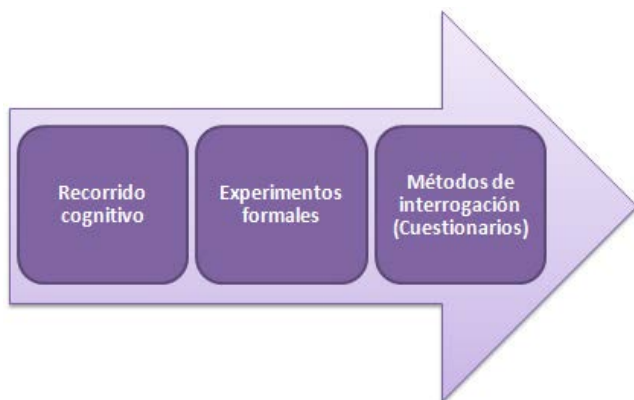 Recorrido
cognitivo
Experimentos
formales
Métodos de
interrogación
(Cuestionarios)